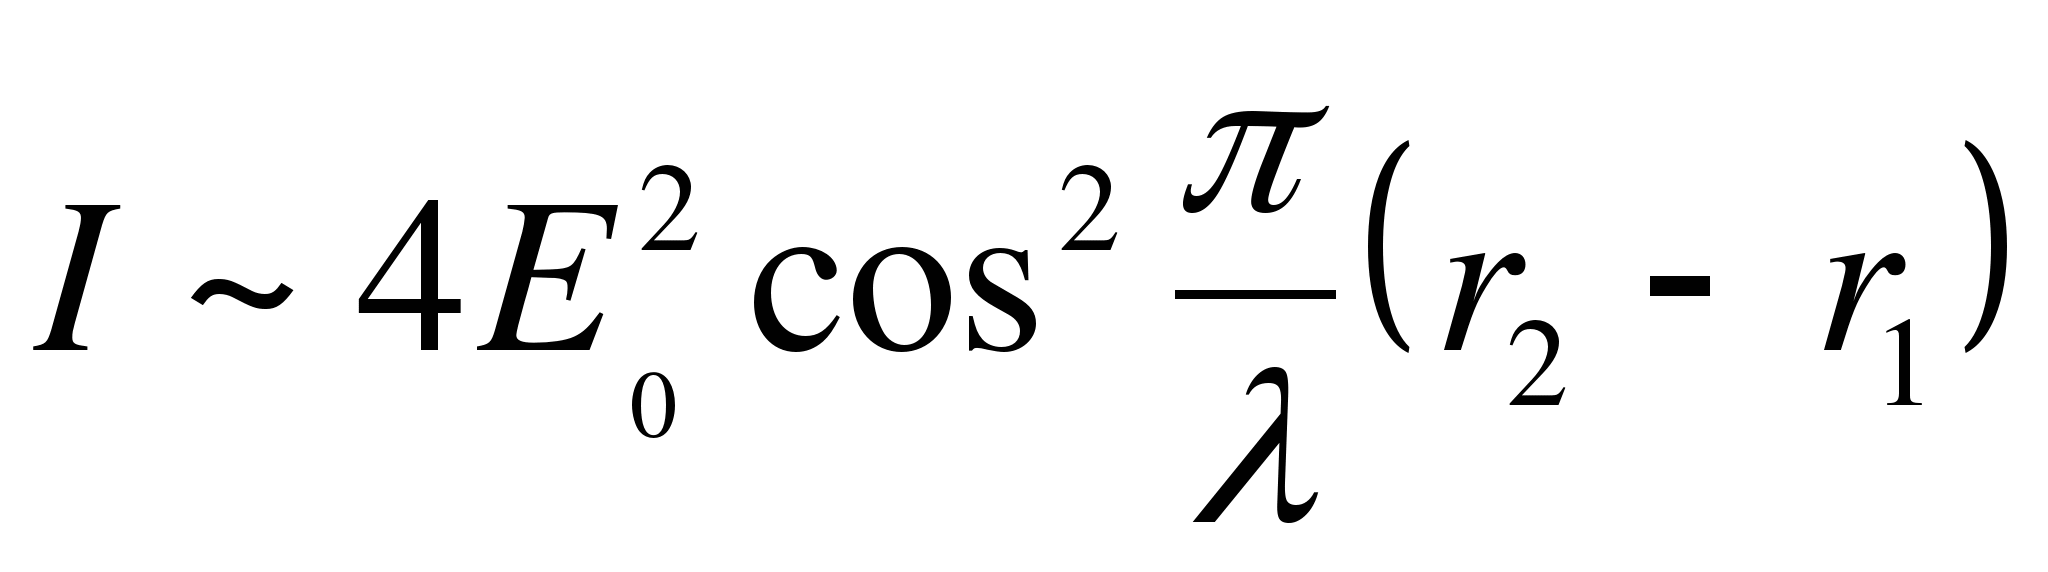 I ~ 4E₀² cos² π/λ (r₂ - r₁)